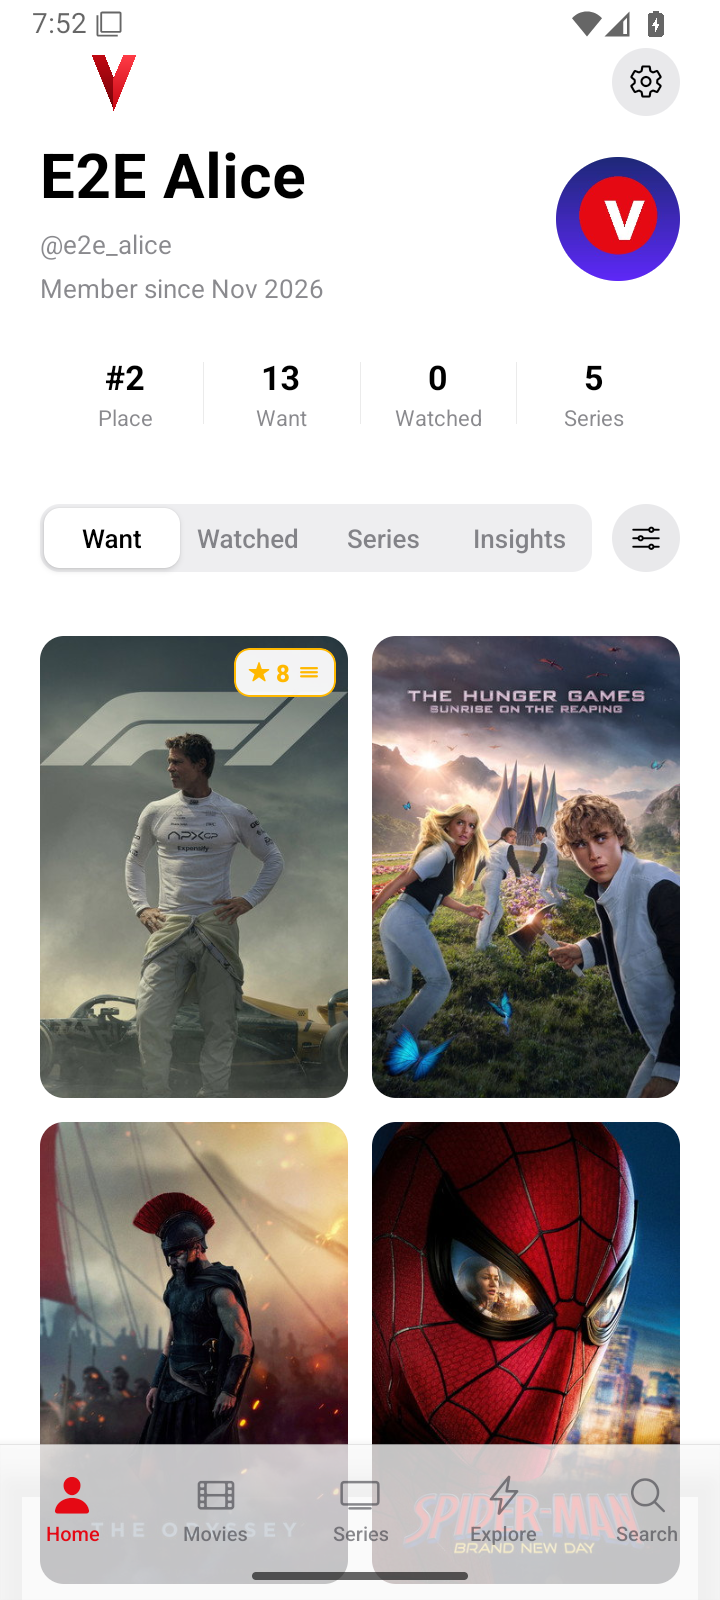 7:52
E2E Alice
@e2e_alice
Member since Nov 2026
V
#2
Place
13
Want
0
Watched
5
Series
Want
Watched
Series
Insights
8
THE HUNGER GAMES
SUNRISE ON THE REAPING
APXGP
Expensify
THE ODYSSEY
SPIDER-MAN
BRAND NEW DAY
Home
Movies
Series
Explore
Search